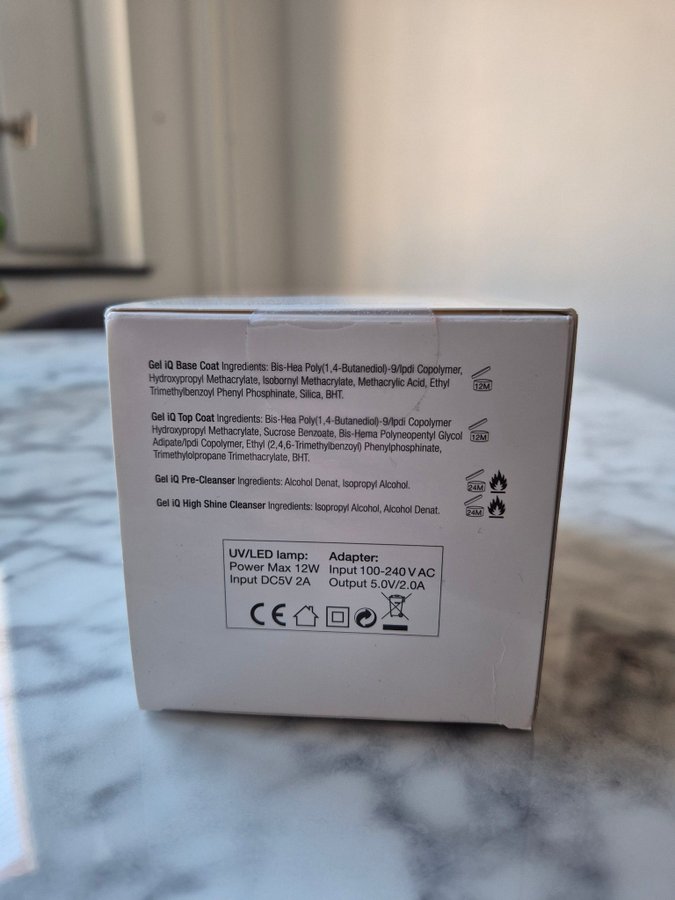 Gel iQ Base Coat Ingredients: Bis-Hea Poly(1,4-Butanediol)-9/Ipdi Copolymer,
Hydroxypropyl Methacrylate, Isobornyl Methacrylate, Methacrylic Acid, Ethyl
Trimethylbenzoyl Phenyl Phosphinate, Silica, BHT.
12M
Gel iQ Top Coat Ingredients: Bis-Hea Poly(1,4-Butanediol)-9/Ipdi Copolymer
Hydroxypropyl Methacrylate, Sucrose Benzoate, Bis-Hema Polyneopentyl Glycol
Adipate/Ipdi Copolymer, Ethyl (2,4,6-Trimethylbenzoyl) Phenylphosphinate,
Trimethylolpropane Trimethacrylate, BHT.
12M
Gel iQ Pre-Cleanser Ingredients: Alcohol Denat, Isopropyl Alcohol.
24M
Gel iQ High Shine Cleanser Ingredients: Isopropyl Alcohol, Alcohol Denat.
24M
UV/LED lamp:
Power Max 12W
Input DC5V 2A
Adapter:
Input 100-240 V AC
Output 5.0V/2.0A
CE